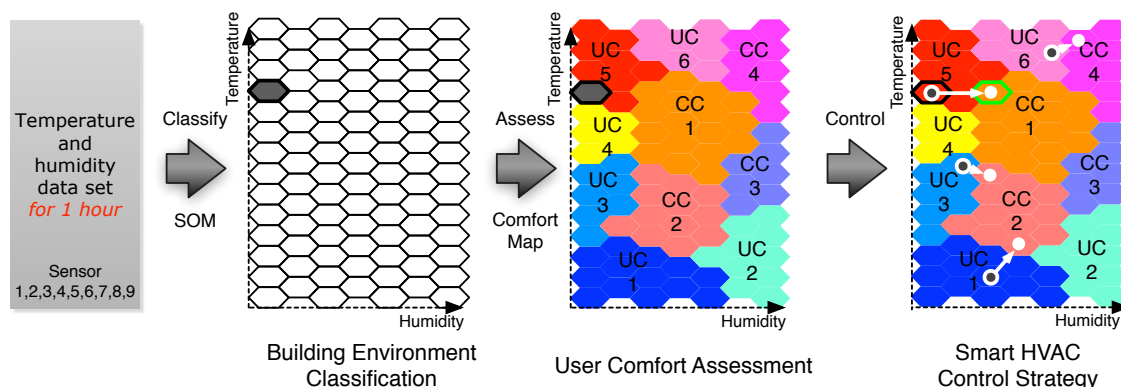 Temperature
and
humidity
data set
for 1 hour
Sensor
1,2,3,4,5,6,7,8,9
Classify
SOM
Temperature
Humidity
Building Environment
Classification
Assess
Comfort
Map
Temperature
UC
5
UC
6
CC
4
CC
1
UC
4
CC
3
UC
3
CC
2
UC
2
UC
1
Humidity
User Comfort Assessment
Control
Temperature
UC
5
UC
6
CC
4
CC
1
UC
4
CC
3
UC
3
CC
2
UC
2
UC
1
Humidity
Smart HVAC
Control Strategy